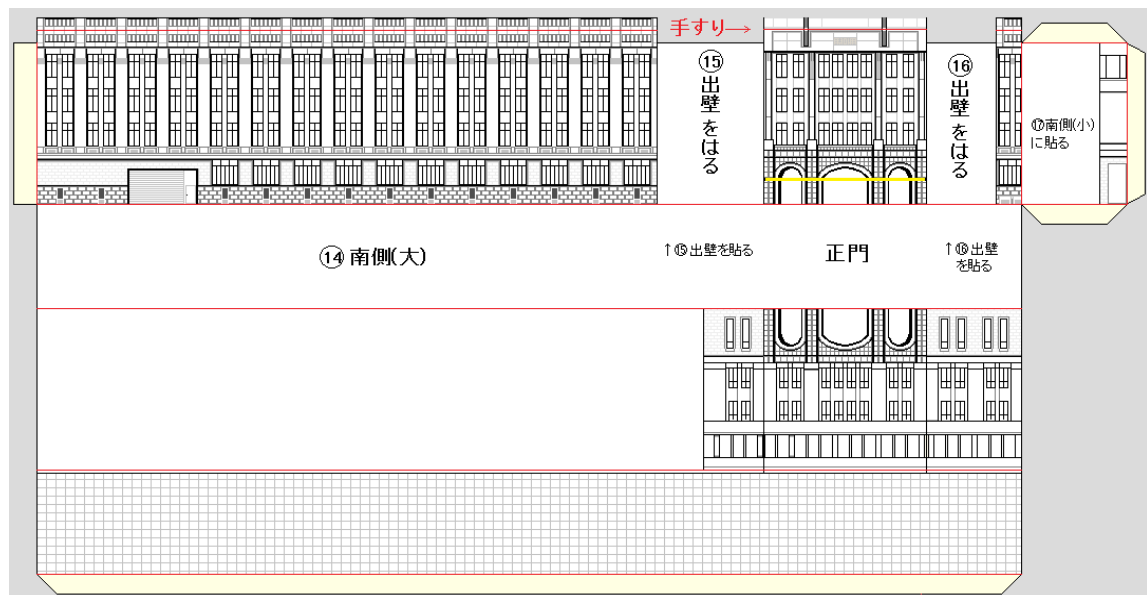 手すり→
⑮出壁をはる
⑯出壁をはる
⑰南側(小)
に貼る
⑭南側(大)
↑⑮出壁を貼る
正門
↑⑯出壁
を貼る